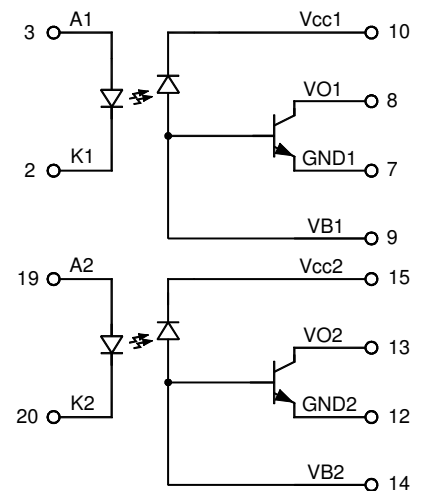 3 A1 Vcc1 10
VO1 8
2 K1 GND1 7
VB1 9
19 A2 Vcc2 15
VO2 13
20 K2 GND2 12
VB2 14